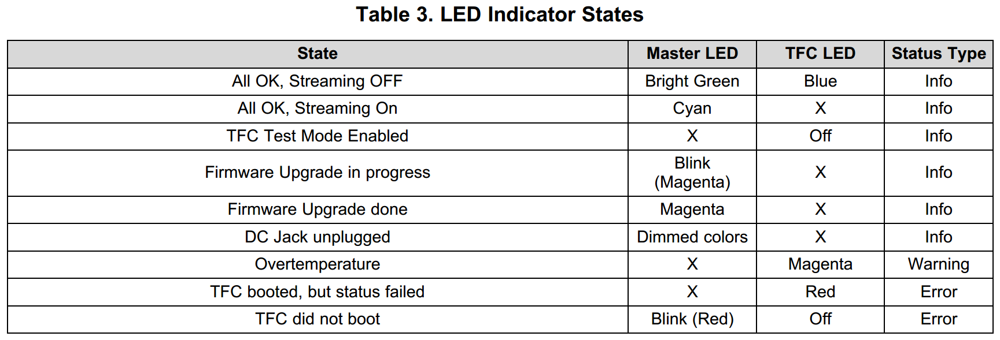 Table 3. LED Indicator States
State Master LED TFC LED Status Type
All OK, Streaming OFF Bright Green Blue Info
All OK, Streaming On Cyan X Info
TFC Test Mode Enabled X Off Info
Firmware Upgrade in progress Blink (Magenta) X Info
Firmware Upgrade done Magenta X Info
DC Jack unplugged Dimmed colors X Info
Overtemperature X Magenta Warning
TFC booted, but status failed X Red Error
TFC did not boot Blink (Red) Off Error